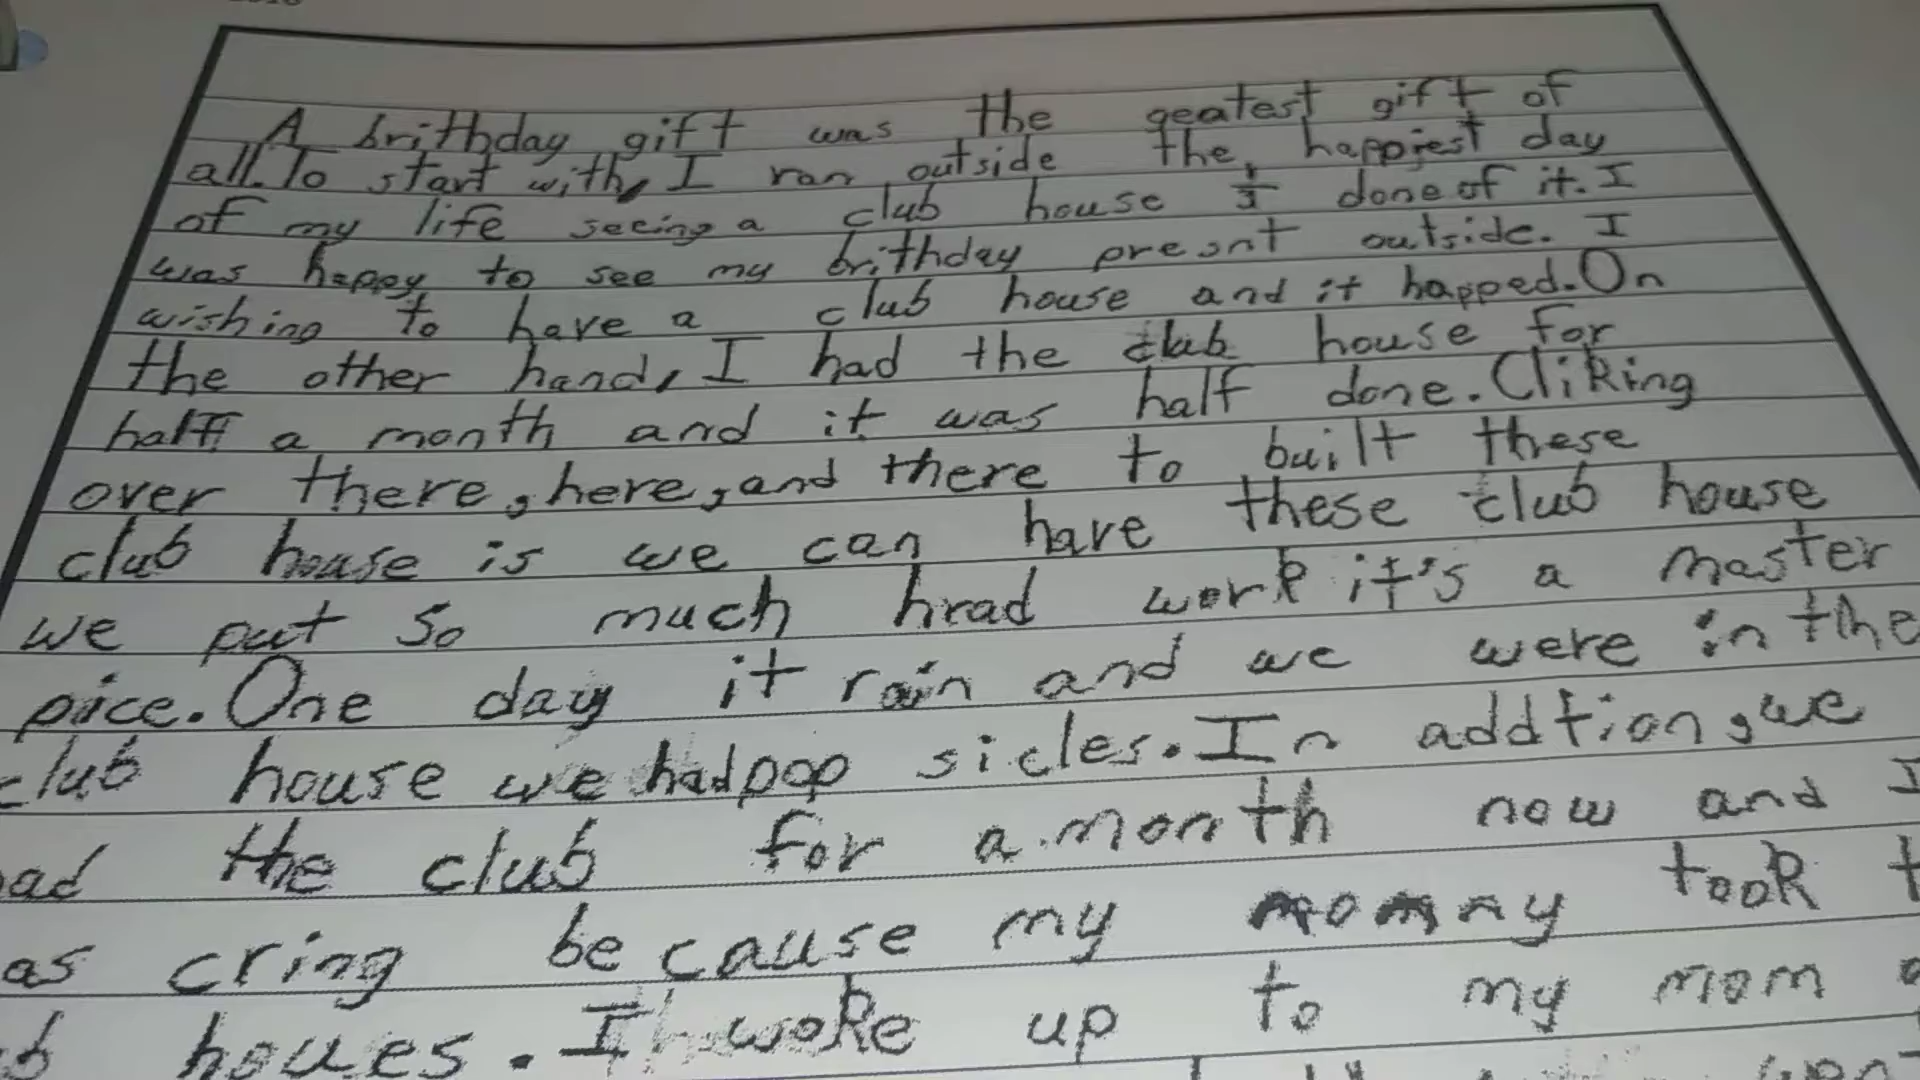 A brithday gift was the geatest gift of
all. To start with, I ran outside the happiest day
of my life seeing a club house 1/3 done of it. I
was happy to see my brithday presnt outside. I
wishing to have a club house and it happed. On
the other hand, I had the club house for
half a month and it was half done. Cliking
over there, here, and there to built these
club house is we can have these club house
we put so much hrad work it's a master
pice. One day it rain and we were in the
club house we had pop sicles. In addtion, we
ad the club for a month now and I
as cring be cause my mommy took t
b houes. I woke up to my mom